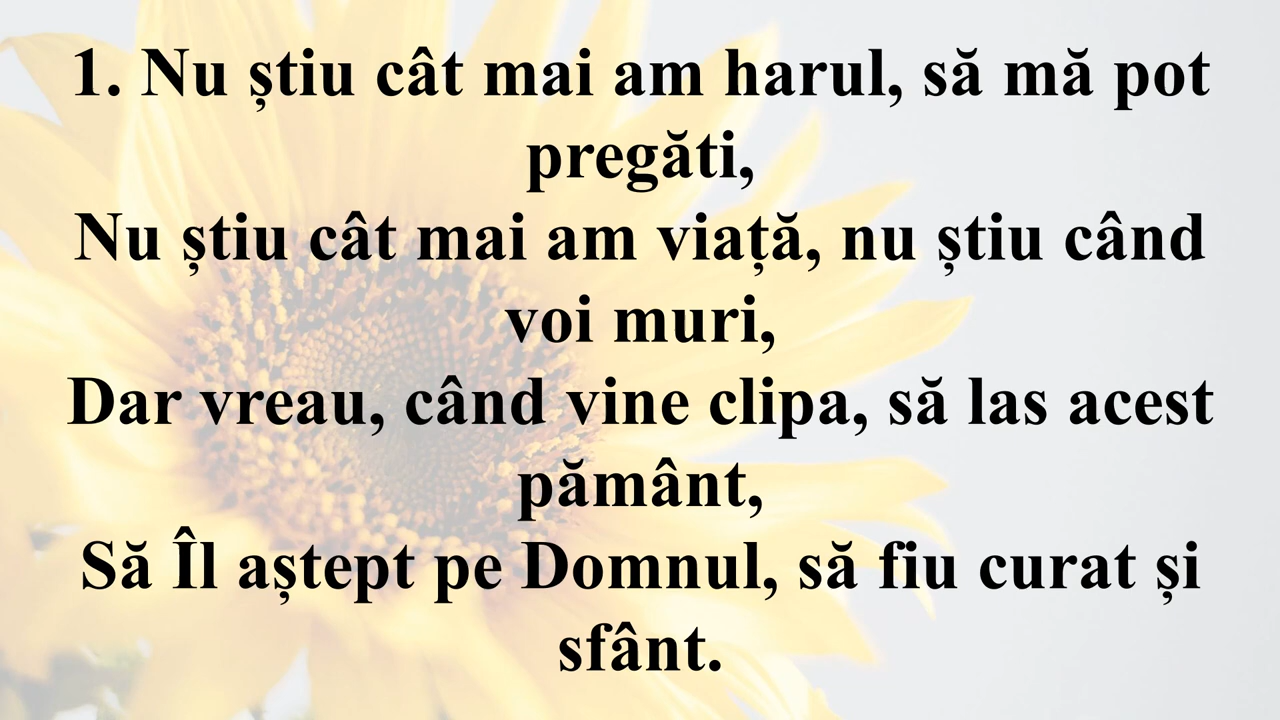 1. Nu știu cât mai am harul, să mă pot
pregăti,
Nu știu cât mai am viață, nu știu când
voi muri,
Dar vreau, când vine clipa, să las acest
pământ,
Să Îl aștept pe Domnul, să fiu curat și
sfânt.